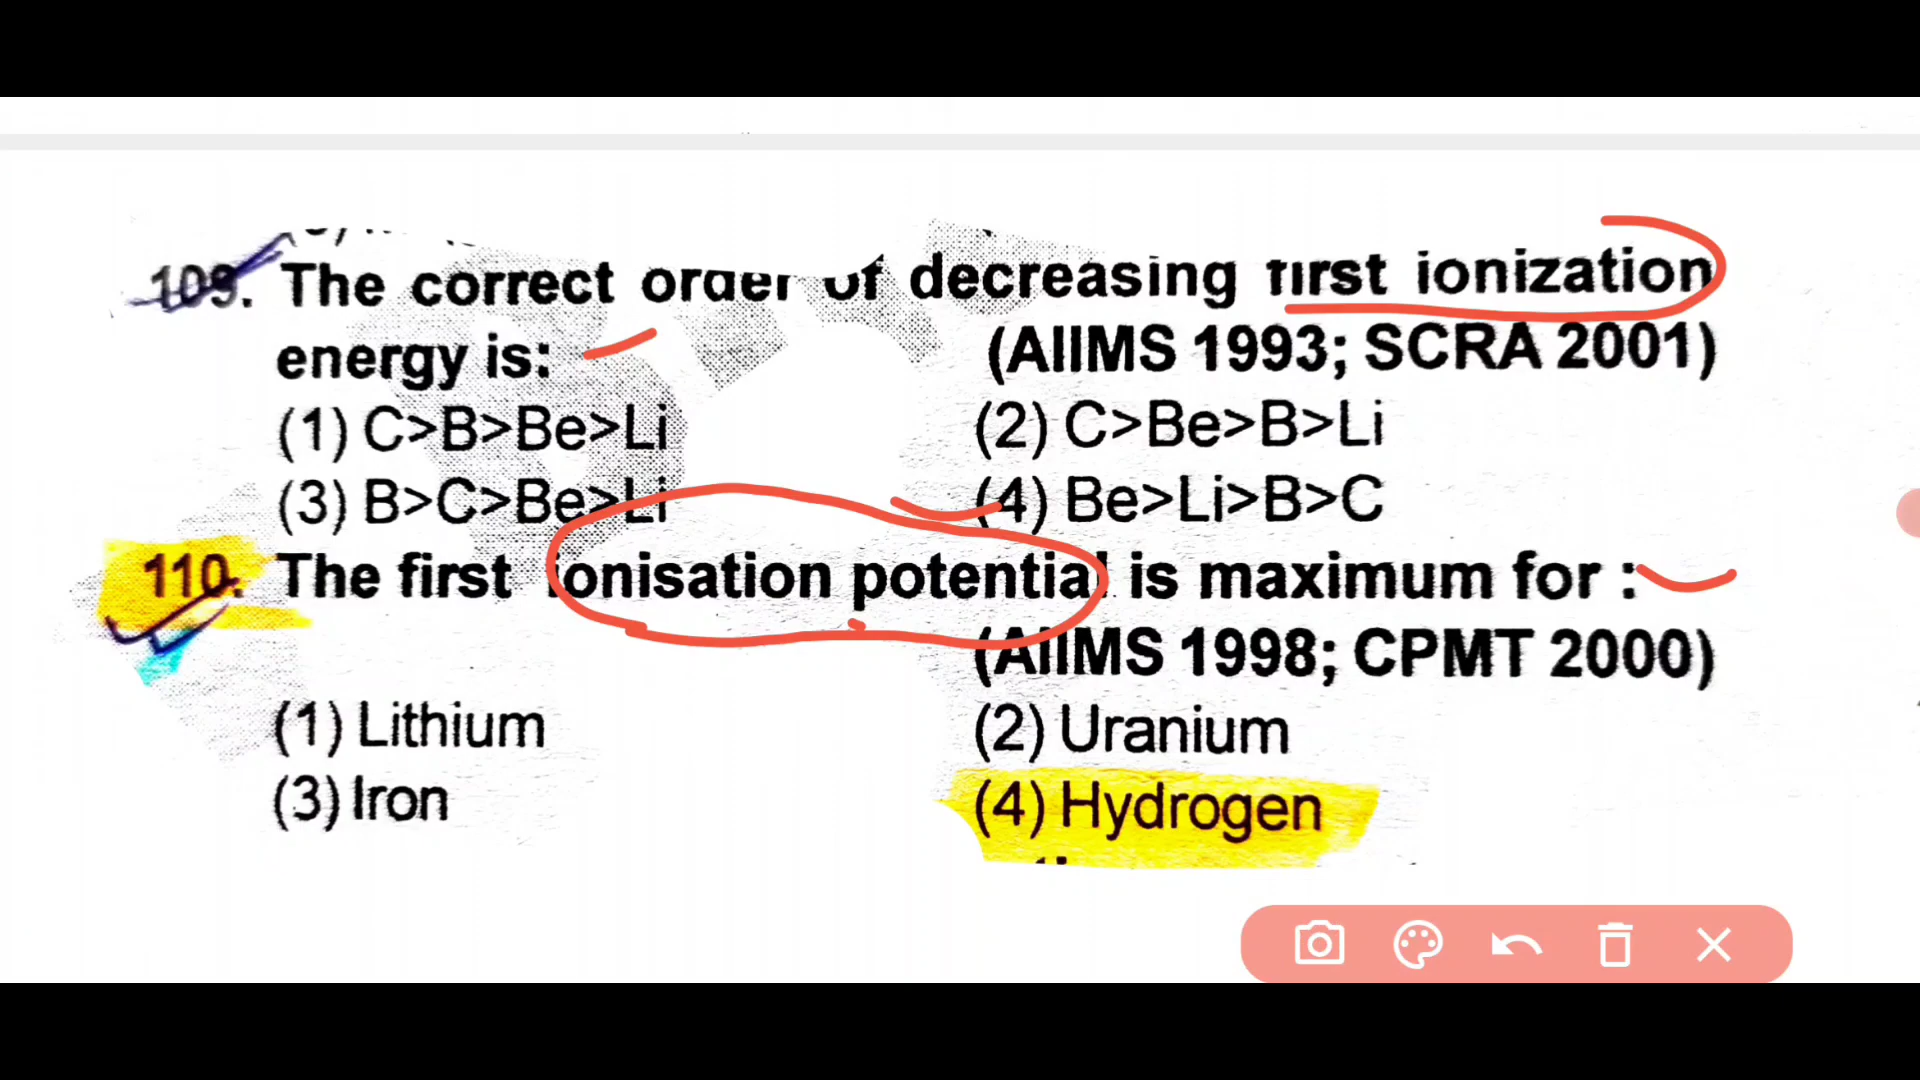 109. The correct order of decreasing first ionization
energy is: (AIIMS 1993; SCRA 2001)
(1) C>B>Be>Li (2) C>Be>B>Li
(3) B>C>Be>Li (4) Be>Li>B>C
110. The first ionisation potential is maximum for :
(AIIMS 1998; CPMT 2000)
(1) Lithium (2) Uranium
(3) Iron (4) Hydrogen